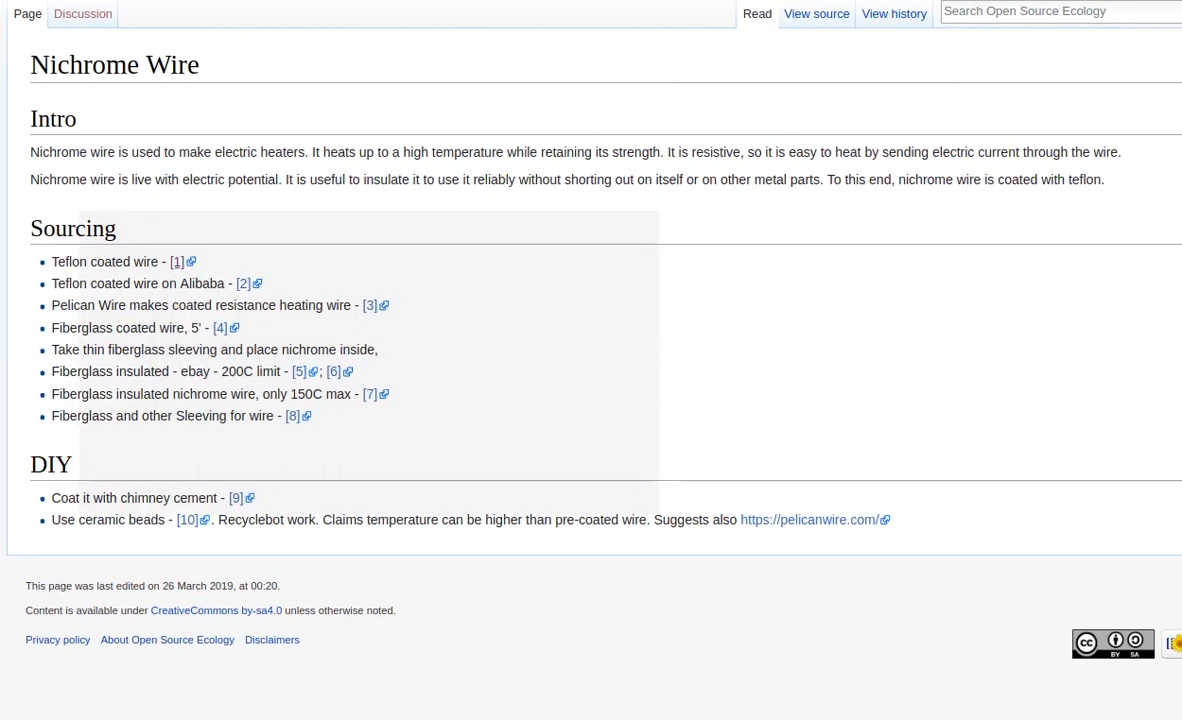 Page Discussion Read View source View history Search Open Source Ecology
Nichrome Wire
Intro
Nichrome wire is used to make electric heaters. It heats up to a high temperature while retaining its strength. It is resistive, so it is easy to heat by sending electric current through the wire.
Nichrome wire is live with electric potential. It is useful to insulate it to use it reliably without shorting out on itself or on other metal parts. To this end, nichrome wire is coated with teflon.
Sourcing
Teflon coated wire - [1]
Teflon coated wire on Alibaba - [2]
Pelican Wire makes coated resistance heating wire - [3]
Fiberglass coated wire, 5' - [4]
Take thin fiberglass sleeving and place nichrome inside,
Fiberglass insulated - ebay - 200C limit - [5]; [6]
Fiberglass insulated nichrome wire, only 150C max - [7]
Fiberglass and other Sleeving for wire - [8]
DIY
Coat it with chimney cement - [9]
Use ceramic beads - [10]. Recyclebot work. Claims temperature can be higher than pre-coated wire. Suggests also https://pelicanwire.com/
This page was last edited on 26 March 2019, at 00:20.
Content is available under CreativeCommons by-sa4.0 unless otherwise noted.
Privacy policy About Open Source Ecology Disclaimers
CC BY SA